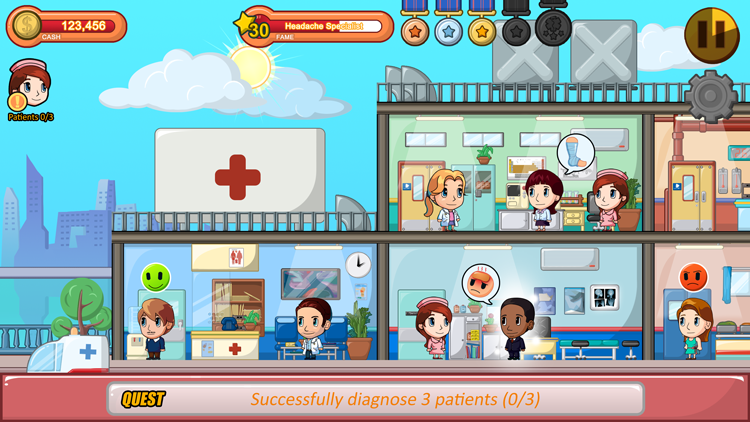 123,456
CASH
30
Headache Specialist
FAME
Patients 0/3
QUEST
Successfully diagnose 3 patients (0/3)